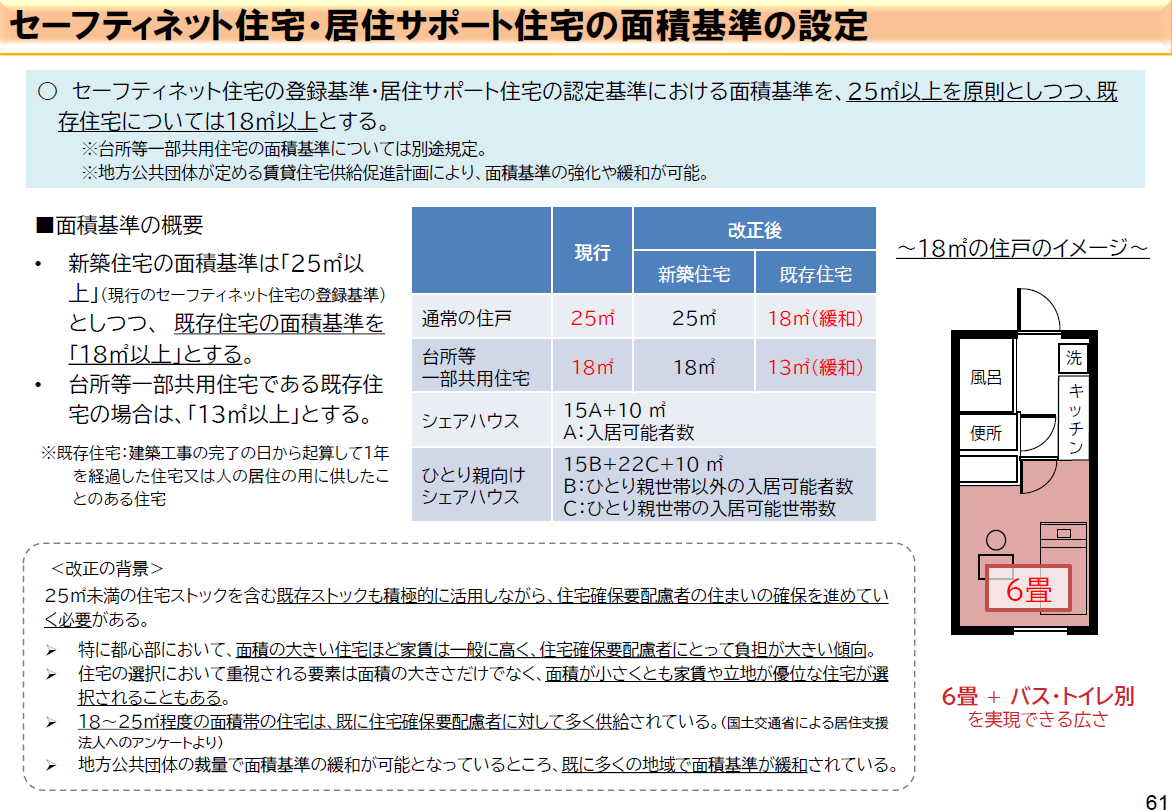 セーフティネット住宅・居住サポート住宅の面積基準の設定
○ セーフティネット住宅の登録基準・居住サポート住宅の認定基準における面積基準を、25㎡以上を原則としつつ、既
存住宅については18㎡以上とする。
※台所等一部共用住宅の面積基準については別途規定。
※地方公共団体が定める賃貸住宅供給促進計画により、面積基準の強化や緩和が可能。
■面積基準の概要
• 新築住宅の面積基準は「25㎡以
上」（現行のセーフティネット住宅の登録基準）
としつつ、 既存住宅の面積基準を
「18㎡以上」とする。
• 台所等一部共用住宅である既存住
宅の場合は、「13㎡以上」とする。
※既存住宅：建築工事の完了の日から起算して1年
を経過した住宅又は人の居住の用に供したこ
とのある住宅
現行
改正後
新築住宅
既存住宅
通常の住戸
25㎡
25㎡
18㎡（緩和）
台所等
一部共用住宅
18㎡
18㎡
13㎡（緩和）
シェアハウス
15A+10 ㎡
A：入居可能者数
ひとり親向け
シェアハウス
15B+22C+10 ㎡
B：ひとり親世帯以外の入居可能者数
C：ひとり親世帯の入居可能世帯数
～18㎡の住戸のイメージ～
風呂
洗
キッチン
便所
6畳
6畳 + バス・トイレ別
を実現できる広さ
＜改正の背景＞
25㎡未満の住宅ストックを含む既存ストックも積極的に活用しながら、住宅確保要配慮者の住まいの確保を進めてい
く必要がある。
➢ 特に都心部において、面積の大きい住宅ほど家賃は一般に高く、住宅確保要配慮者にとって負担が大きい傾向。
➢ 住宅の選択において重視される要素は面積の大きさだけでなく、面積が小さくとも家賃や立地が優位な住宅が選
択されることもある。
➢ 18～25㎡程度の面積帯の住宅は、既に住宅確保要配慮者に対して多く供給されている。（国土交通省による居住支援
法人へのアンケートより）
➢ 地方公共団体の裁量で面積基準の緩和が可能となっているところ、既に多くの地域で面積基準が緩和されている。
61